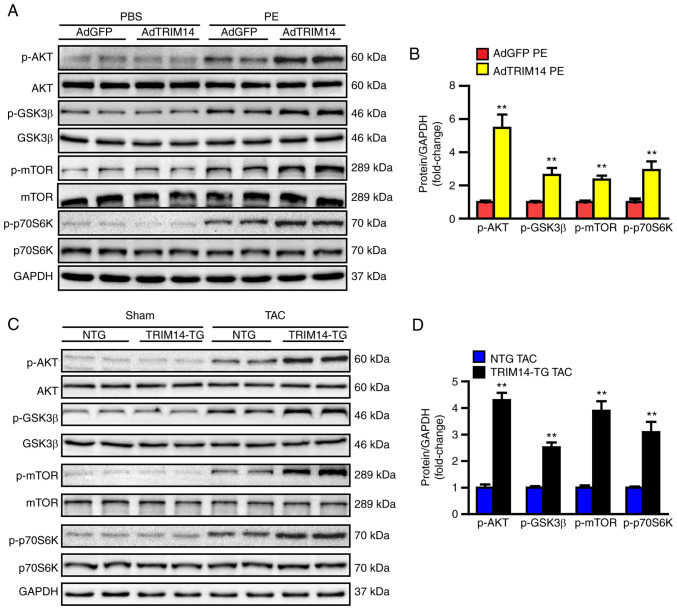 A
PBS PE
AdGFP AdTRIM14 AdGFP AdTRIM14
p-AKT 60 kDa
AKT 60 kDa
p-GSK3β 46 kDa
GSK3β 46 kDa
p-mTOR 289 kDa
mTOR 289 kDa
p-p70S6K 70 kDa
p70S6K 70 kDa
GAPDH 37 kDa
B
AdGFP PE
AdTRIM14 PE
Protein/GAPDH
(fold-change)
8
6
4
2
0
** ** ** **
p-AKT p-GSK3β p-mTOR p-p70S6K
C
Sham TAC
NTG TRIM14-TG NTG TRIM14-TG
p-AKT 60 kDa
AKT 60 kDa
p-GSK3β 46 kDa
GSK3β 46 kDa
p-mTOR 289 kDa
mTOR 289 kDa
p-p70S6K 70 kDa
p70S6K 70 kDa
GAPDH 37 kDa
D
NTG TAC
TRIM14-TG TAC
Protein/GAPDH
(fold-change)
5
4
3
2
1
0
** ** ** **
p-AKT p-GSK3β p-mTOR p-p70S6K